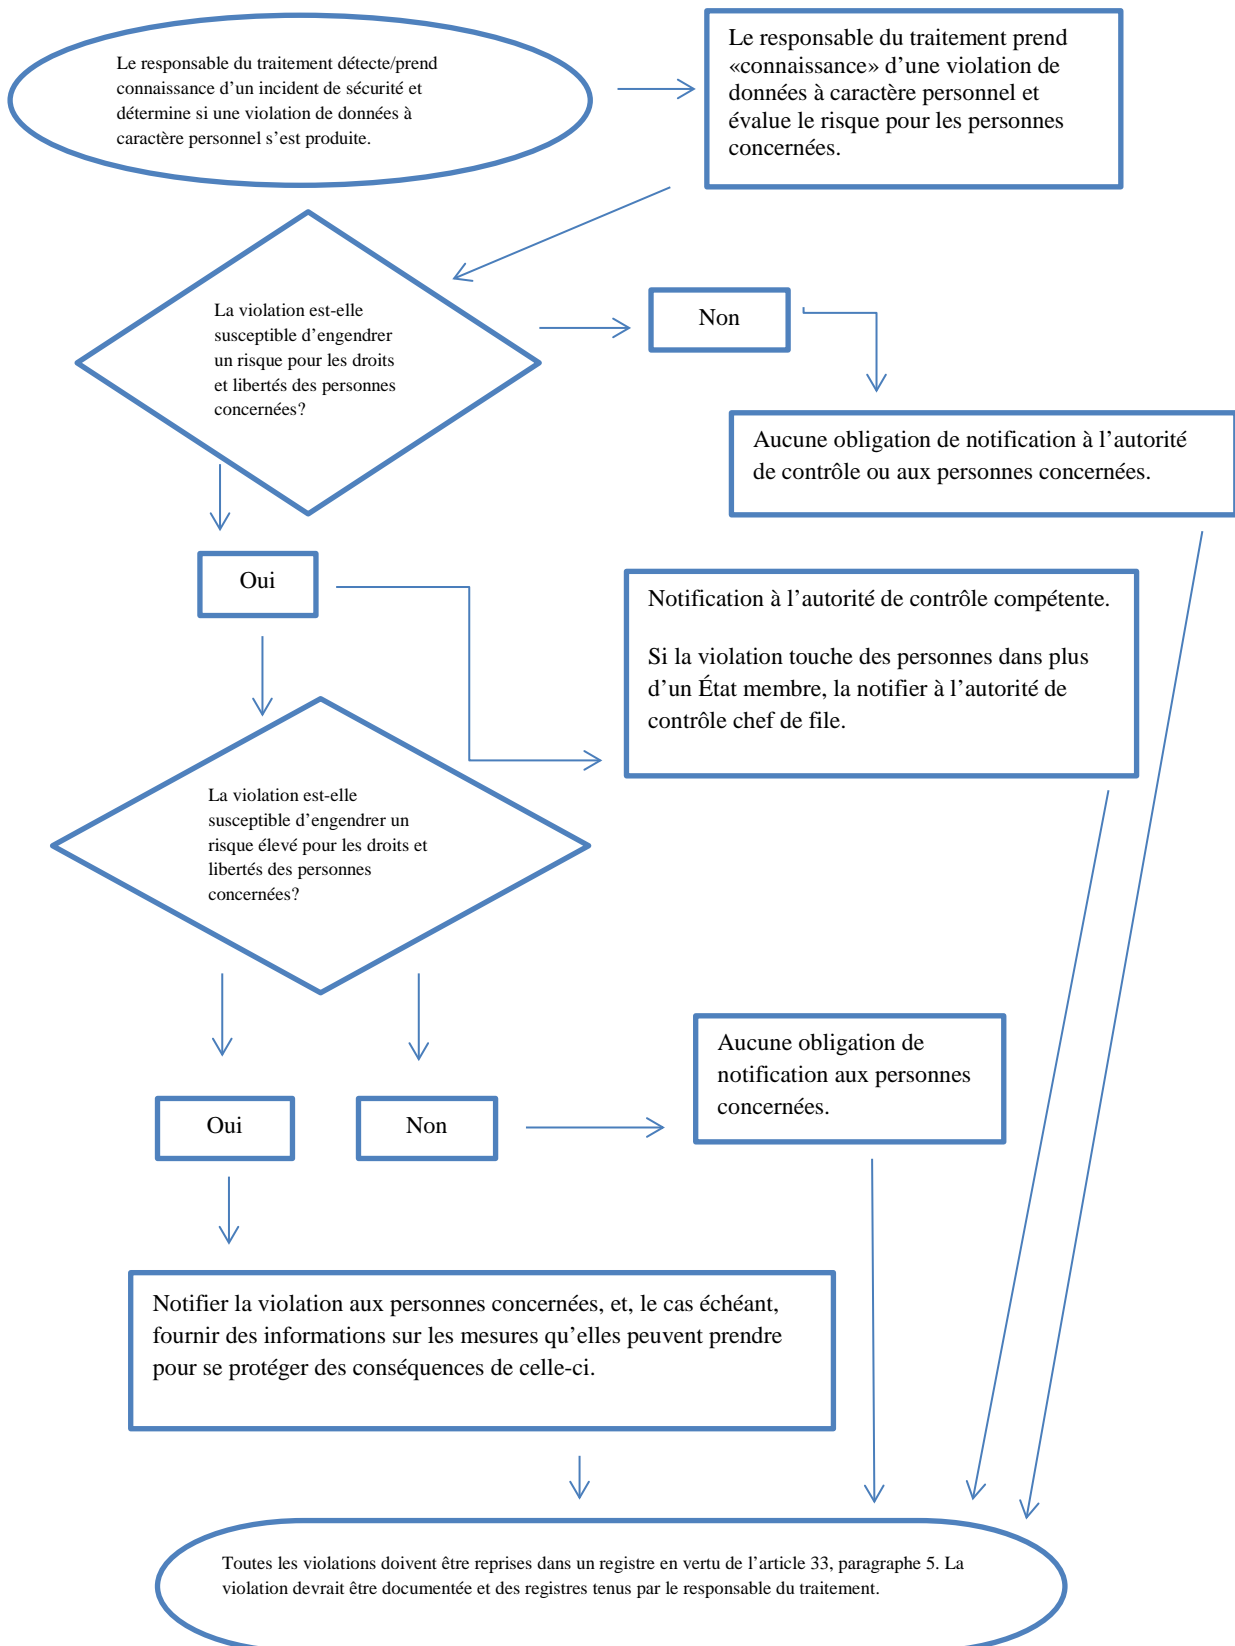 Le responsable du traitement détecte/prend
connaissance d’un incident de sécurité et
détermine si une violation de données à
caractère personnel s’est produite.
Le responsable du traitement prend
«connaissance» d’une violation de
données à caractère personnel et
évalue le risque pour les personnes
concernées.
La violation est-elle
susceptible d’engendrer
un risque pour les droits
et libertés des personnes
concernées?
Non
Aucune obligation de notification à l’autorité
de contrôle ou aux personnes concernées.
Oui
Notification à l’autorité de contrôle compétente.
Si la violation touche des personnes dans plus
d’un État membre, la notifier à l’autorité de
contrôle chef de file.
La violation est-elle
susceptible d’engendrer un
risque élevé pour les droits et
libertés des personnes
concernées?
Aucune obligation de
notification aux personnes
concernées.
Oui
Non
Notifier la violation aux personnes concernées, et, le cas échéant,
fournir des informations sur les mesures qu’elles peuvent prendre
pour se protéger des conséquences de celle-ci.
Toutes les violations doivent être reprises dans un registre en vertu de l’article 33, paragraphe 5. La
violation devrait être documentée et des registres tenus par le responsable du traitement.